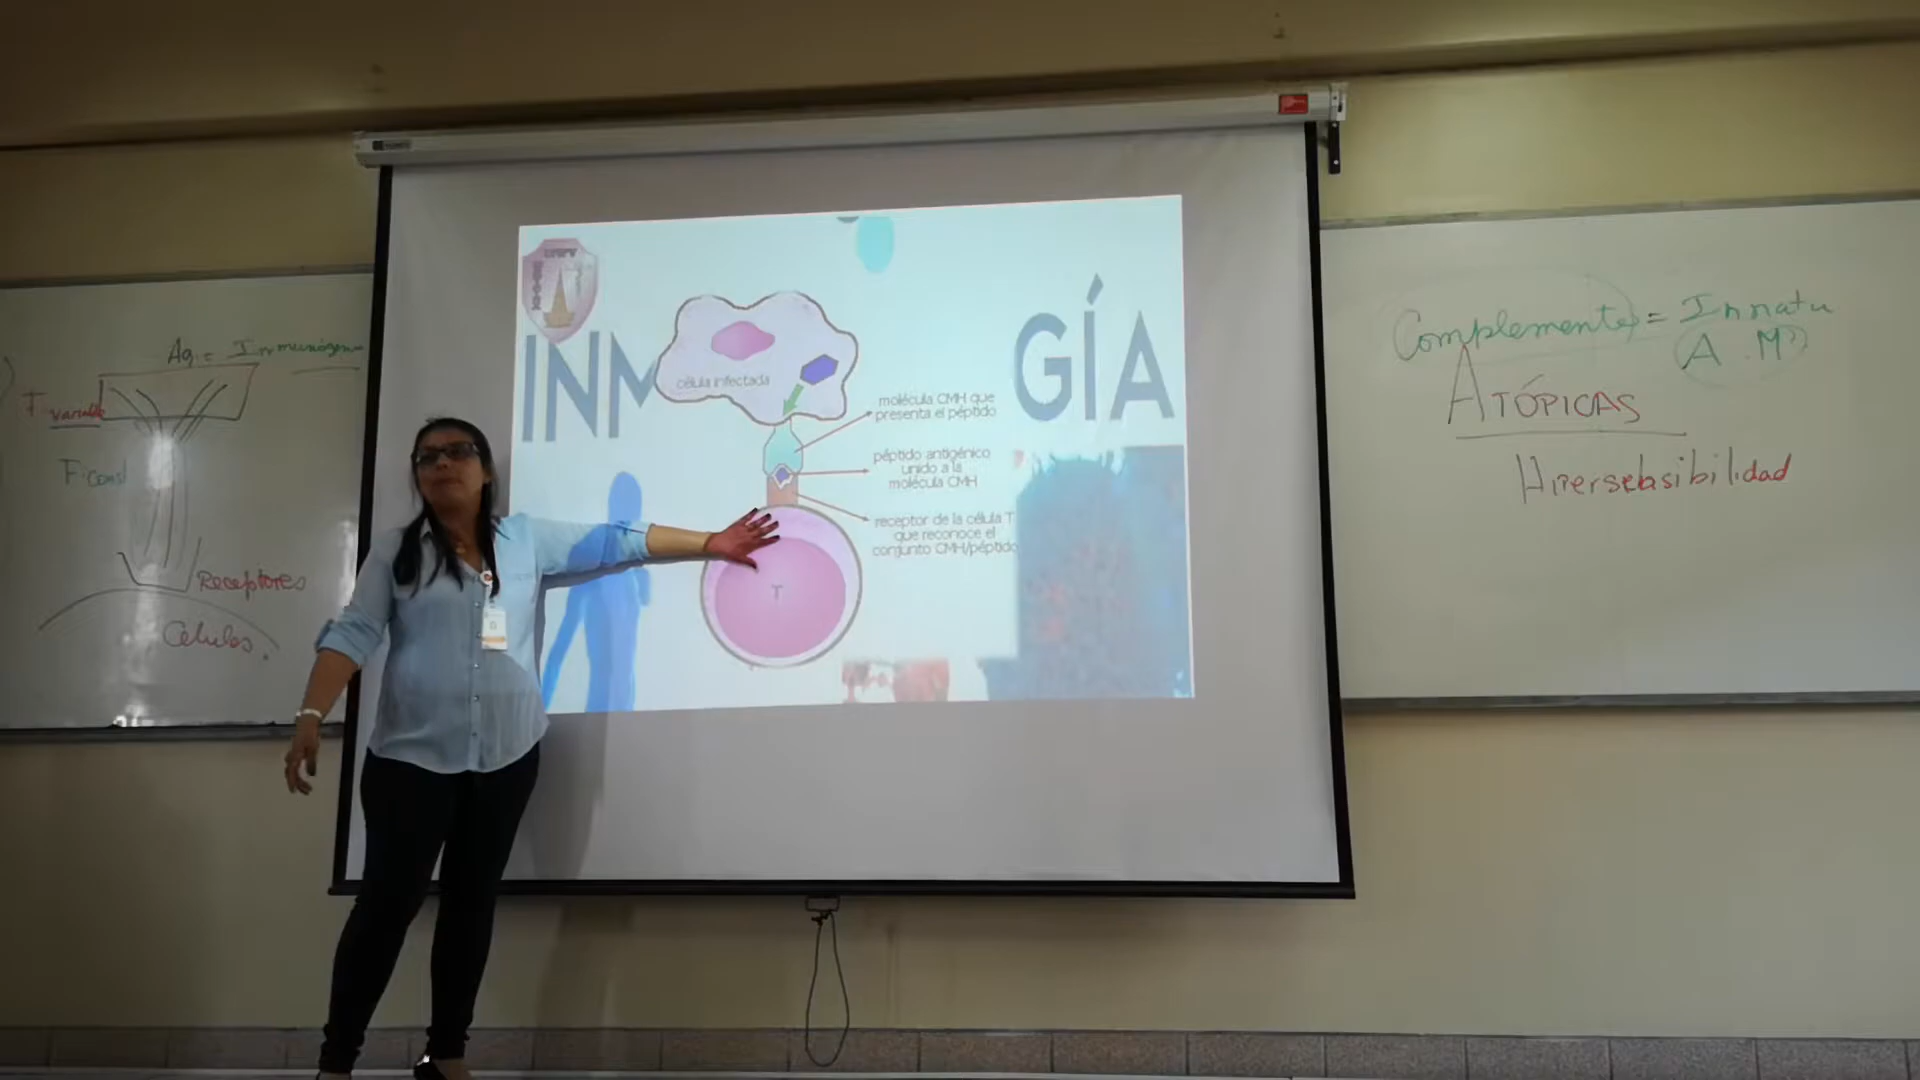 Ag = Inmunógeno
F. variable
F. const
Receptores
Células.
INM
GÍA
célula infectada
molécula CMH que
presenta el péptido
péptido antigénico
unido a la
molécula CMH
receptor de la célula T
que reconoce el
conjunto CMH/péptido
T
Complemento = Innata
ATÓPICAS
Hipersebsibilidad